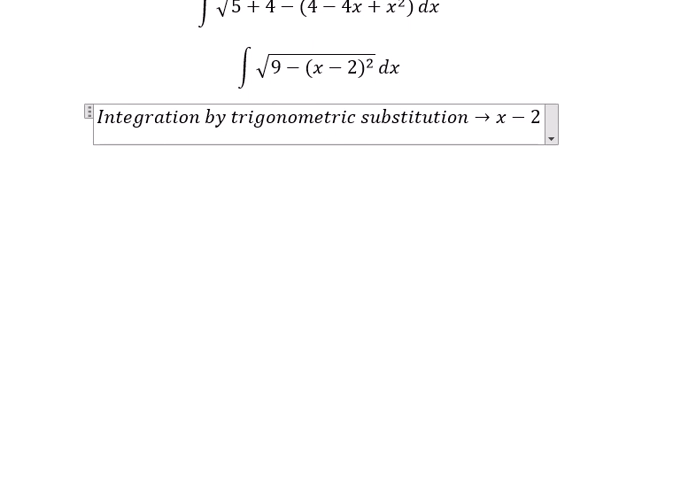 ∫ √5 + 4 − (4 − 4x + x²) dx
∫ √9 − (x − 2)² dx
Integration by trigonometric substitution → x − 2